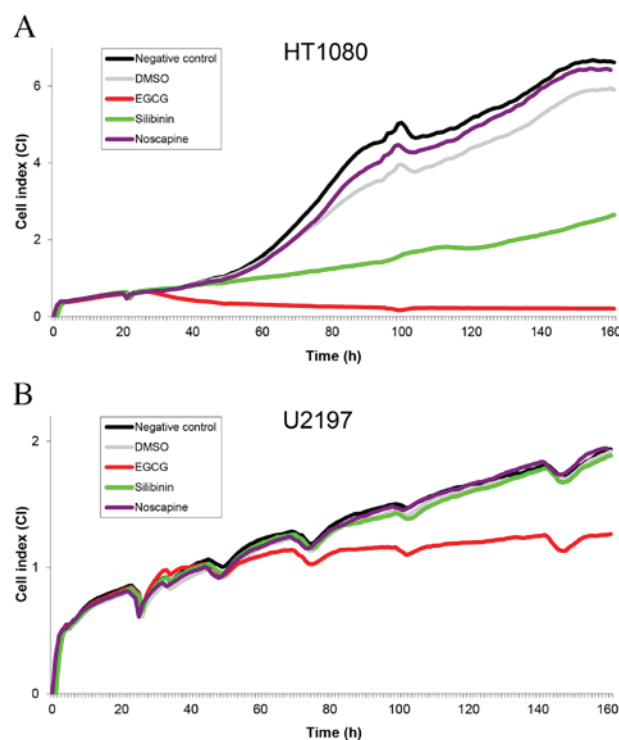 A
HT1080
Negative control
DMSO
EGCG
Silibinin
Noscapine
Cell index (CI)
6
4
2
0
0 20 40 60 80 100 120 140 160
Time (h)
B
U2197
Negative control
DMSO
EGCG
Silibinin
Noscapine
Cell index (CI)
2
1
0
0 20 40 60 80 100 120 140 160
Time (h)